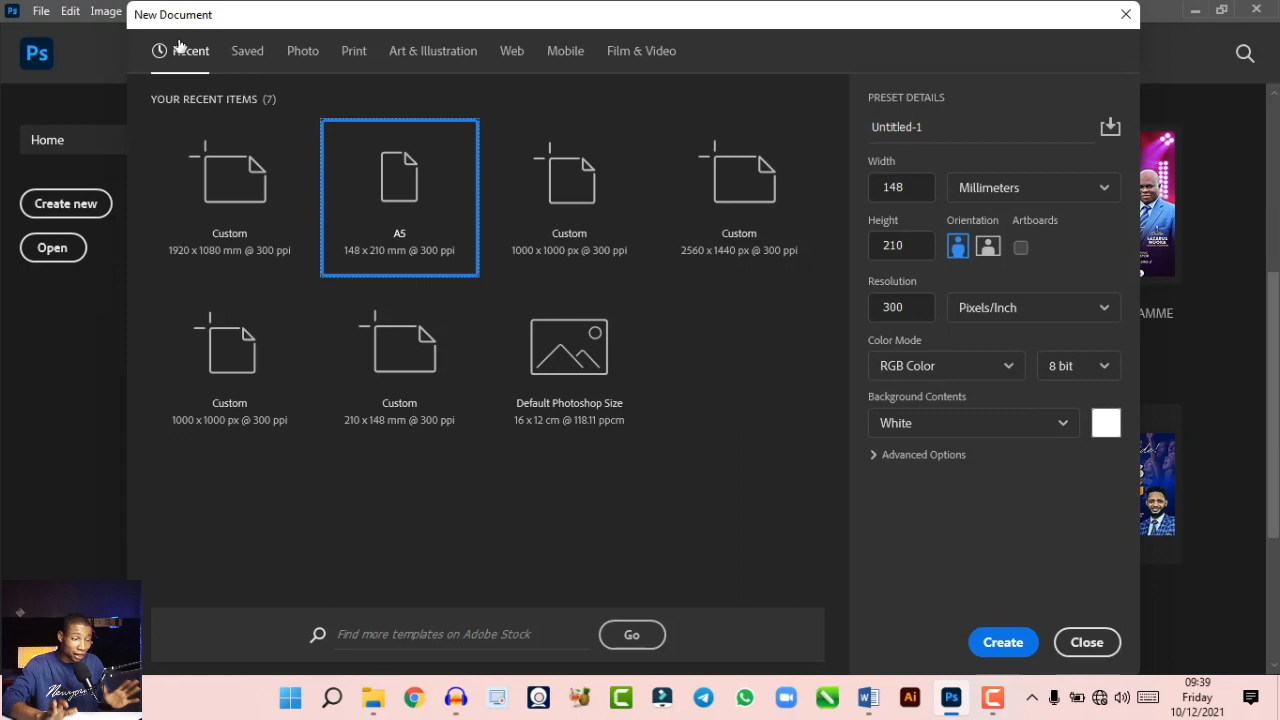 New Document
Ps File Edit Image
Ps
Recent Saved Photo Print Art & Illustration Web Mobile Film & Video
YOUR RECENT ITEMS (7)
Home
Create new
Open
Custom
1920 x 1080 mm @ 300 ppi
A5
148 x 210 mm @ 300 ppi
Custom
1000 x 1000 px @ 300 ppi
Custom
2560 x 1440 px @ 300 ppi
Custom
1000 x 1000 px @ 300 ppi
Custom
210 x 148 mm @ 300 ppi
Default Photoshop Size
16 x 12 cm @ 118.11 ppcm
Find more templates on Adobe Stock
Go
PRESET DETAILS
Untitled-1
Width
148 Millimeters
Height Orientation Artboards
210
Resolution
300 Pixels/Inch
Color Mode
RGB Color 8 bit
Background Contents
White
Advanced Options
Create Close
AMME
Ai Ps
09:39
Friday
10/12/2021